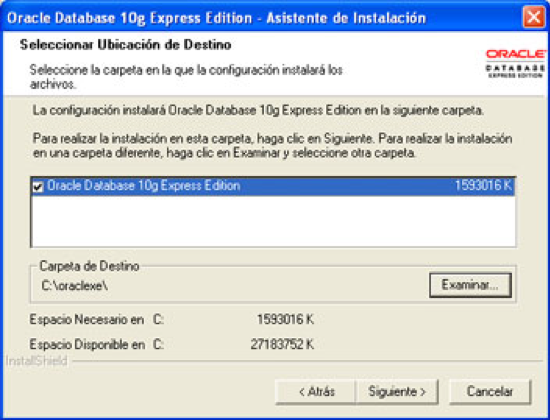 Oracle Database 10g Express Edition - Asistente de Instalación
Seleccionar Ubicación de Destino
Seleccione la carpeta en la que la configuración instalará los
archivos.
ORACLE
DATABASE
EXPRESS EDITION
La configuración instalará Oracle Database 10g Express Edition en la siguiente carpeta.
Para realizar la instalación en esta carpeta, haga clic en Siguiente. Para realizar la instalación
en una carpeta diferente, haga clic en Examinar y seleccione otra carpeta.
Oracle Database 10g Express Edition 1593016 K
Carpeta de Destino
C:\oraclexe\ Examinar...
Espacio Necesario en C: 1593016 K
Espacio Disponible en C: 27183752 K
InstallShield
< Atrás Siguiente > Cancelar